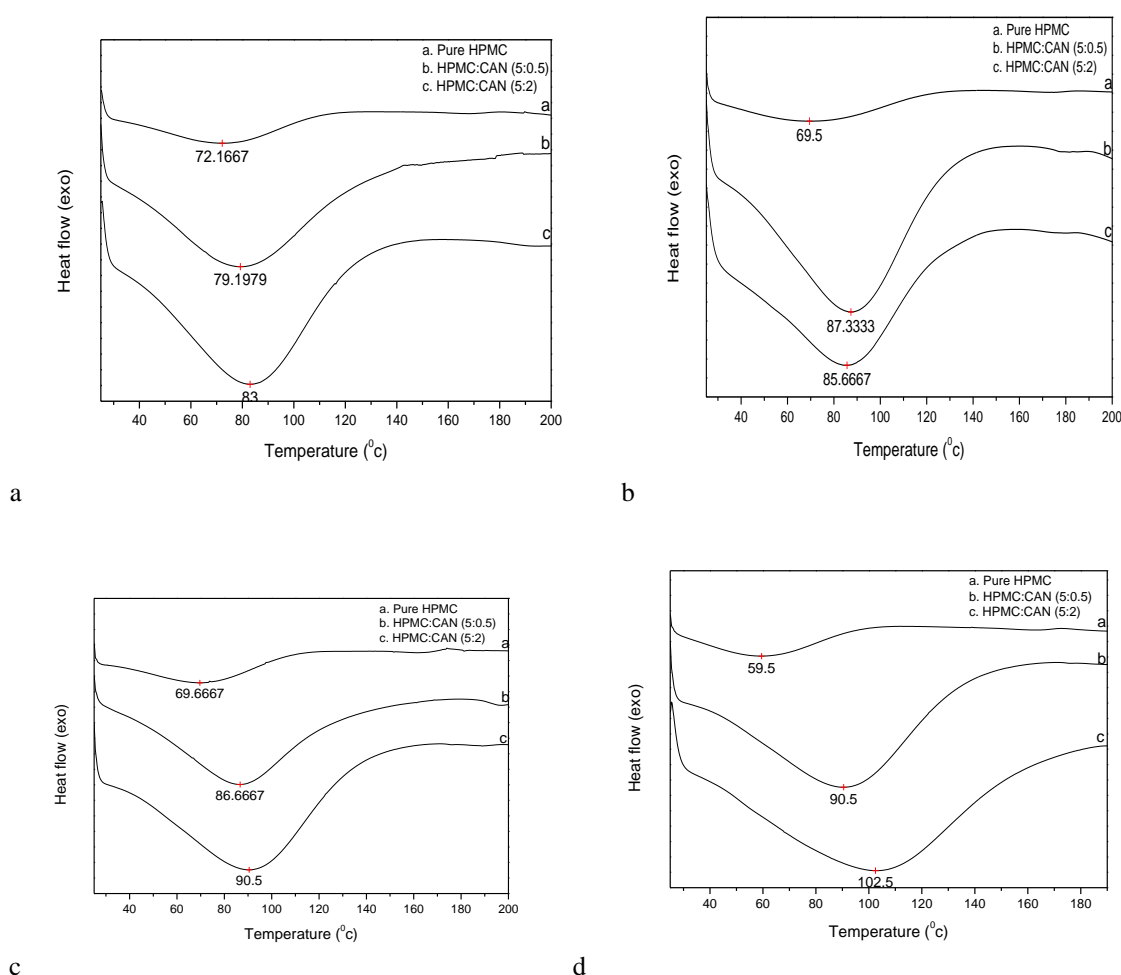 a. Pure HPMC
b. HPMC:CAN (5:0.5)
c. HPMC:CAN (5:2)
a
b
c
72.1667
79.1979
83
40 60 80 100 120 140 160 180 200
Temperature (⁰c)
Heat flow (exo)
a
a. Pure HPMC
b. HPMC:CAN (5:0.5)
c. HPMC:CAN (5:2)
a
b
c
69.5
87.3333
85.6667
40 60 80 100 120 140 160 180 200
Temperature (⁰c)
Heat flow (exo)
b
a. Pure HPMC
b. HPMC:CAN (5:0.5)
c. HPMC:CAN (5:2)
a
b
c
69.6667
86.6667
90.5
40 60 80 100 120 140 160 180 200
Temperature (⁰c)
Heat flow (exo)
c
a. Pure HPMC
b. HPMC:CAN (5:0.5)
c. HPMC:CAN (5:2)
a
b
c
59.5
90.5
102.5
40 60 80 100 120 140 160 180
Temperature (⁰c)
Heat flow (exo)
d